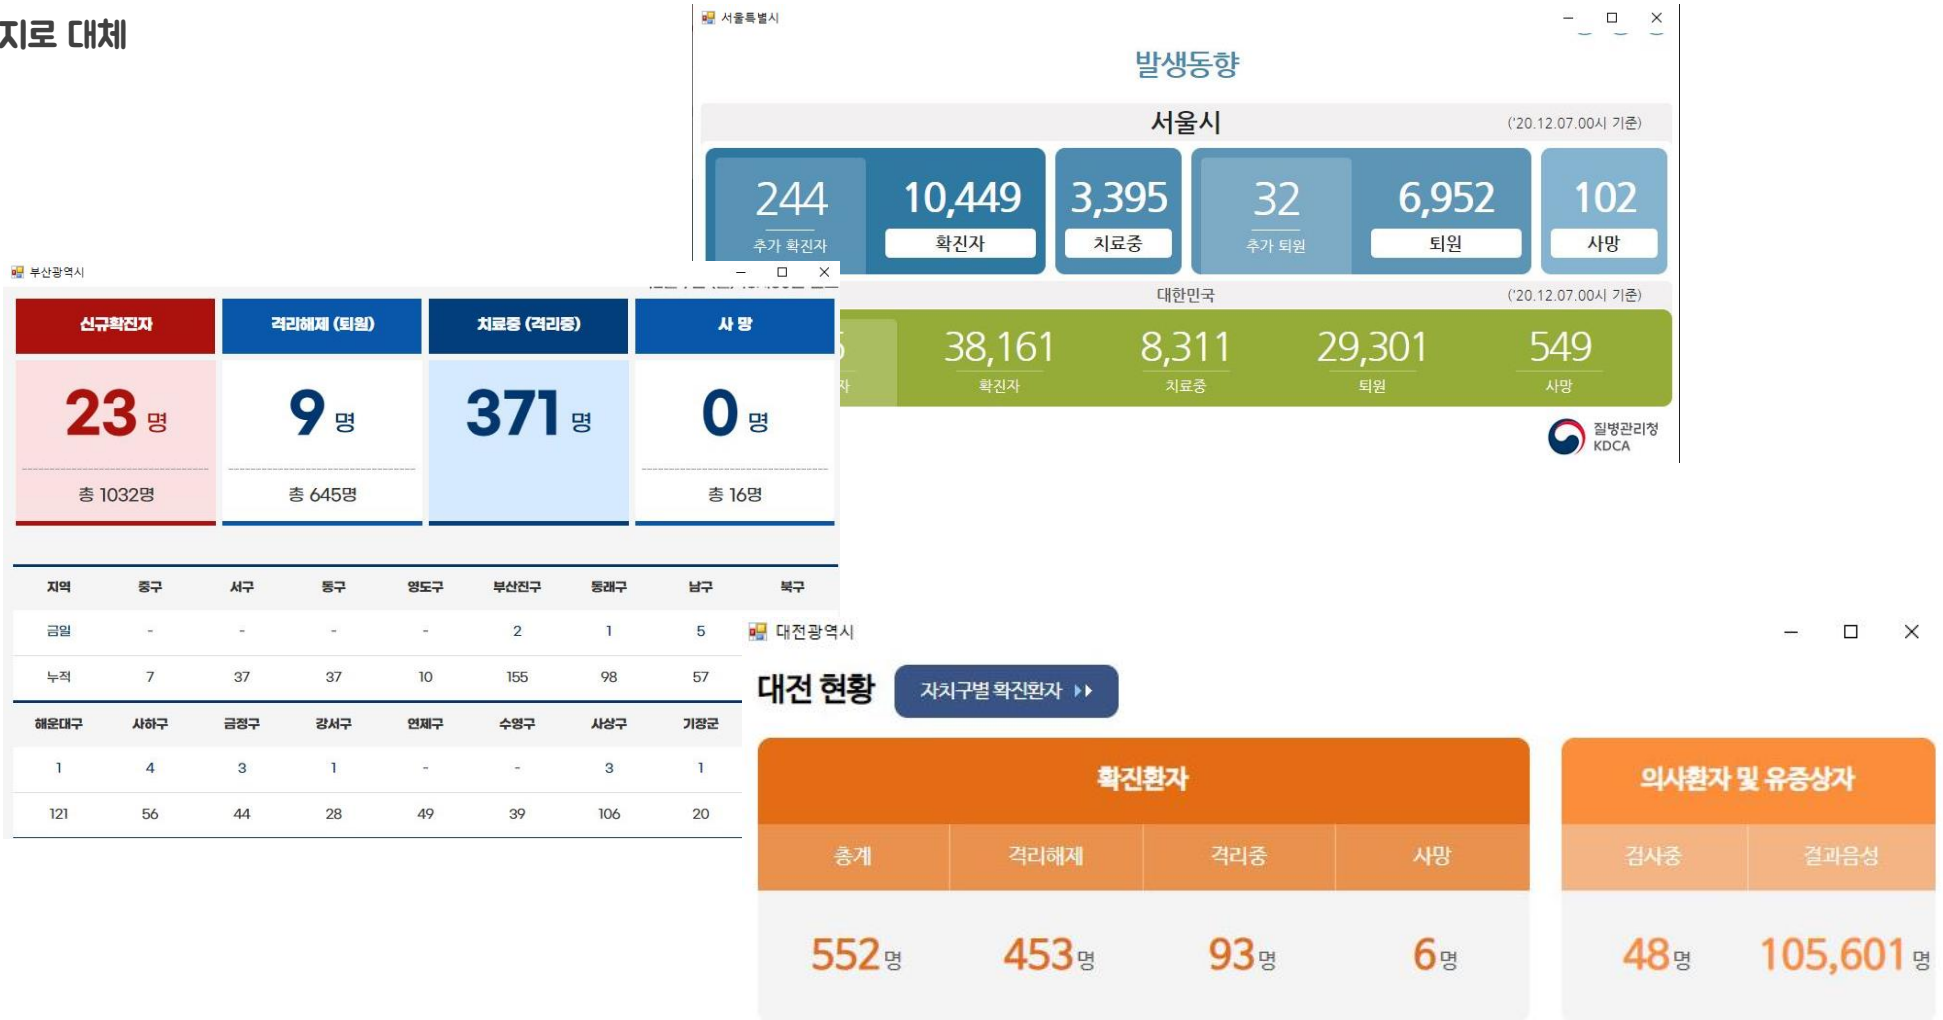 지로 대체
서울특별시
발생동향
서울시
('20.12.07.00시 기준)
244 10,449 3,395 32 6,952 102
추가 확진자 확진자 치료중 추가 퇴원 퇴원 사망
대한민국
('20.12.07.00시 기준)
38,161 8,311 29,301 549
확진자 치료중 퇴원 사망
질병관리청
KDCA
부산광역시
신규확진자 격리해제 (퇴원) 치료중 (격리중) 사 망
23 명 9 명 371 명 0 명
총 1032명 총 645명 총 16명
지역 중구 서구 동구 영도구 부산진구 동래구 남구 북구
금일 - - - - 2 1 5
누적 7 37 37 10 155 98 57
해운대구 사하구 금정구 강서구 연제구 수영구 사상구 기장군
1 4 3 1 - - 3 1
121 56 44 28 49 39 106 20
대전광역시
대전 현황 자치구별 확진환자
확진환자 의사환자 및 유증상자
총계 격리해제 격리중 사망 검사중 결과음성
552 명 453 명 93 명 6 명 48 명 105,601 명